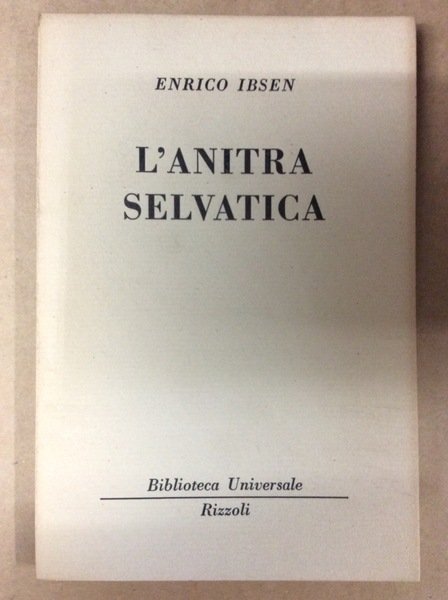 ENRICO IBSEN
L'ANITRA
SELVATICA
Biblioteca Universale
Rizzoli